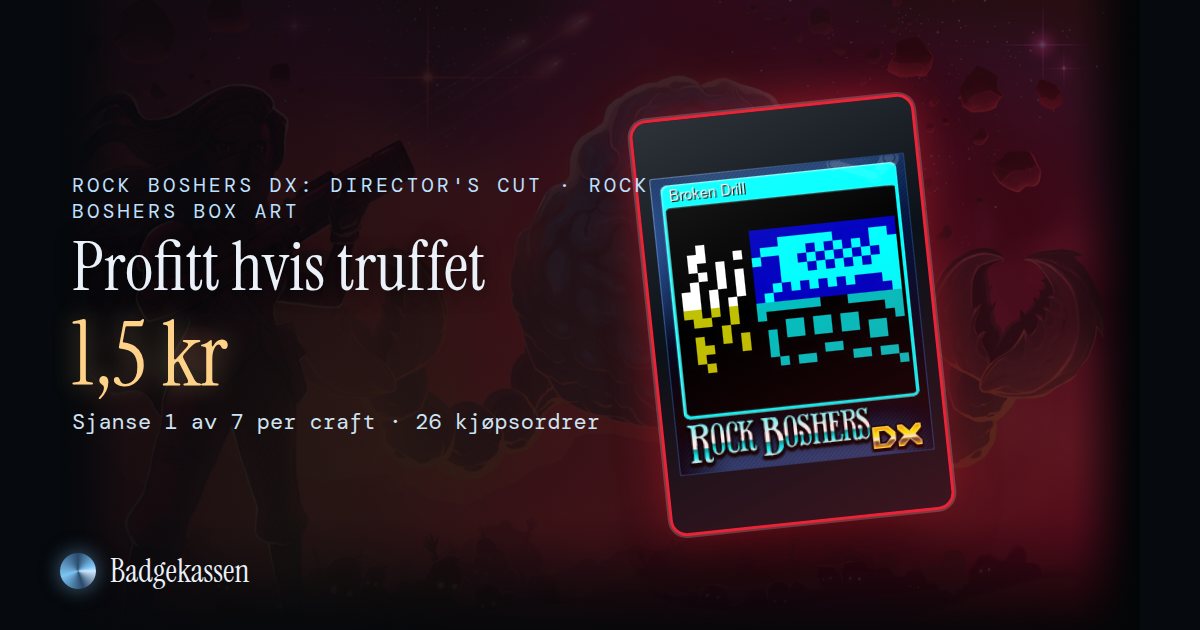 ROCK BOSHERS DX: DIRECTOR'S CUT · ROCK
BOSHERS BOX ART
Profitt hvis truffet
1,5 kr
Sjanse 1 av 7 per craft · 26 kjøpsordrer
Badgekassen
Broken Drill
ROCK BOSHERS DX